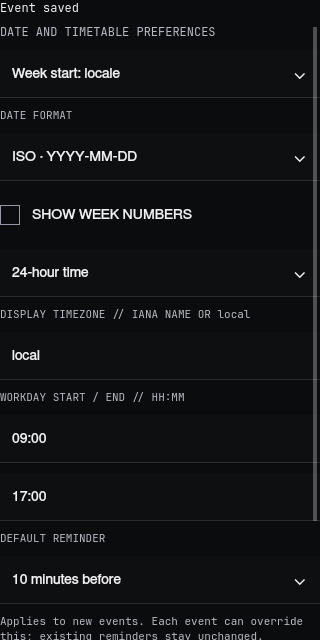 Event saved
DATE AND TIMETABLE PREFERENCES
Week start: locale
DATE FORMAT
ISO · YYYY-MM-DD
SHOW WEEK NUMBERS
24-hour time
DISPLAY TIMEZONE // IANA NAME OR local
local
WORKDAY START / END // HH:MM
09:00
17:00
DEFAULT REMINDER
10 minutes before
Applies to new events. Each event can override
this; existing reminders stay unchanged.